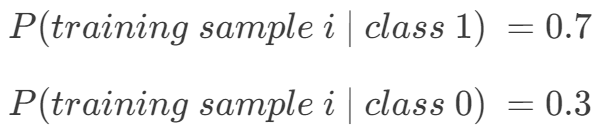 P(training sample i | class 1) = 0.7
P(training sample i | class 0) = 0.3